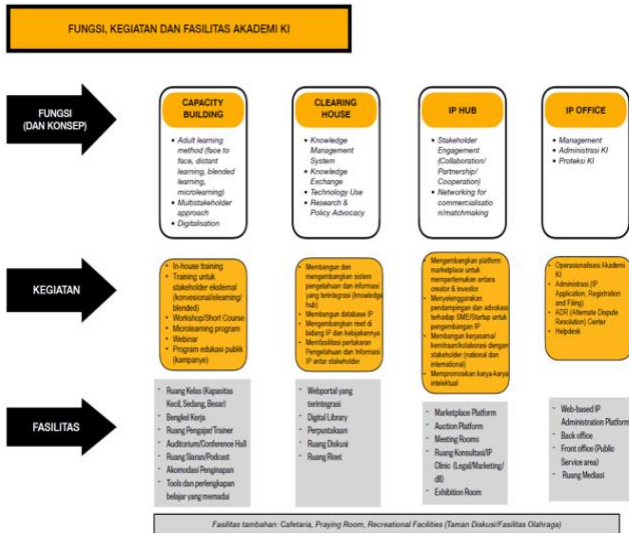 FUNGSI, KEGIATAN DAN FASILITAS AKADEMI KI
FUNGSI
(DAN KONSEP)
CAPACITY
BUILDING
• Adult learning
method (face to
face, distant
learning, blended
learning,
microlearning)
• Multistakeholder
approach
• Digitalisation
CLEARING
HOUSE
• Knowledge
Management
System
• Knowledge
Exchange
• Technology Use
• Research &
Policy Advocacy
IP HUB
• Stakeholder
Engagement
(Collaboration/
Partnership/
Cooperation)
• Networking for
commercialisatio
n/matchmaking
IP OFFICE
• Management
• Administrasi KI
• Proteksi KI
KEGIATAN
• In-house training.
• Training untuk
stakeholder eksternal
(konvesional/elearning/
blended)
• Workshop/Short Course
• Microlearning program
• Webinar
• Program edukasi publik
(kampanye)
• Membangun dan
mengembangkan sistem
pengetahuan dan informasi
yang terintegrasi (knowledge
hub)
• Membangun database IP
• Mengembangkan riset di
bidang IP dan kebijakannya
• Memfasilitasi pertukaran
Pengetahuan dan Informasi
IP antar stakeholder
• Mengembangkan platform
marketplace untuk
mempertemukan antara
creator & investor
• Menyelenggarakan
pendampingan dan advokasi
terhadap SME/Startup untuk
pengembangan IP
• Membangun kerjasama/
kemitraan/kolaborasi dengan
stakeholder (national dan
international)
• Mempromosikan karya-karya
intelektual
• Operasionalisasi Akademi
KI
• Administrasi (IP
Application, Registration
and Filing)
• ADR (Alternate Dispute
Resolution) Center
• Helpdesk
FASILITAS
- Ruang Kelas (Kapasitas
Kecil, Sedang, Besar)
- Bengkel Kerja
- Ruang Pengajar/Trainer
- Auditorium/Conference Hall
- Ruang Siaran/Podcast
- Akomodasi Penginapan
- Tools dan perlengkapan
belajar yang memadai
- Webportal yang
terintegrasi
- Digital Library
- Perpustakaan
- Ruang Diskusi
- Ruang Riset
- Marketplace Platform
- Auction Platform
- Meeting Rooms
- Ruang Konsultasi/IP
Clinic (Legal/Marketing/
dll)
- Exhibition Room
- Web-based IP
Administration Platform
- Back office
- Front office (Public
Service area)
- Ruang Mediasi
Fasilitas tambahan: Cafetaria, Praying Room, Recreational Facilities (Taman Diskusi/Fasilitas Olahraga)